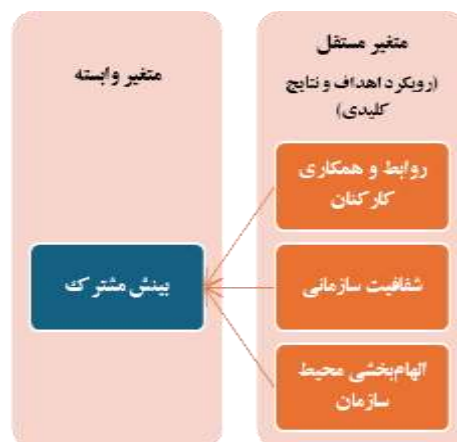 متغیر مستقل
(رویکرد اهداف و نتایج
کلیدی)
روابط و همکاری
کارکنان
شفافیت سازمانی
الهام‌بخشی محیط
سازمان
متغیر وابسته
بینش مشترک